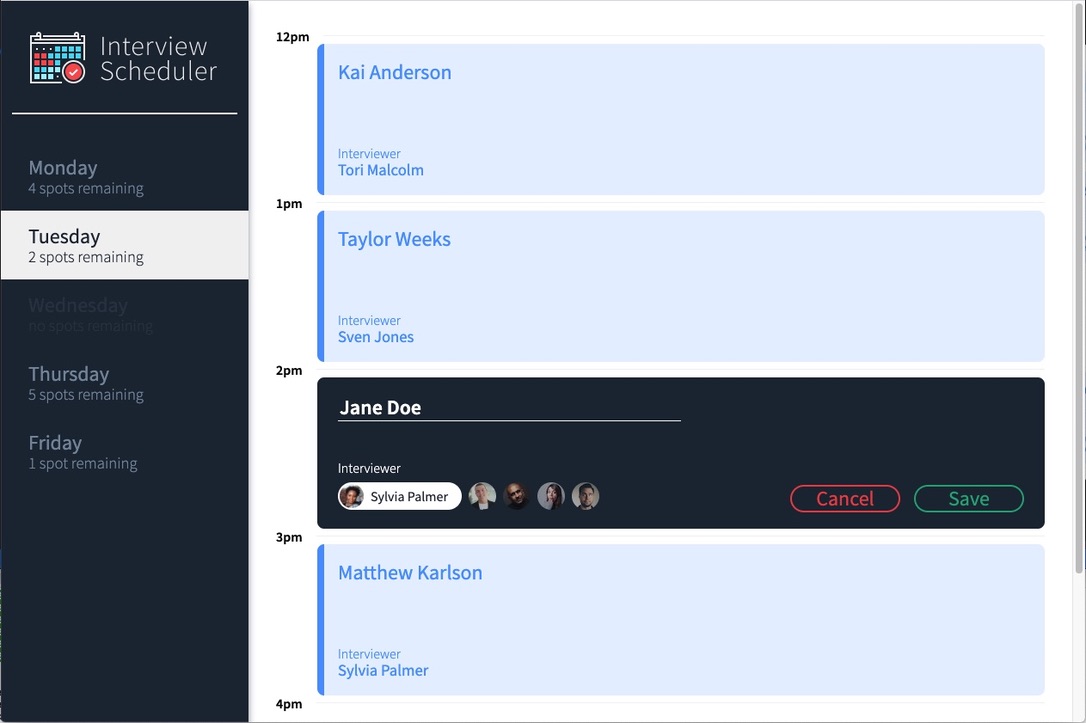 Interview
Scheduler
Monday
4 spots remaining
Tuesday
2 spots remaining
Wednesday
no spots remaining
Thursday
5 spots remaining
Friday
1 spot remaining
12pm
Kai Anderson
Interviewer
Tori Malcolm
1pm
Taylor Weeks
Interviewer
Sven Jones
2pm
Jane Doe
Interviewer
Sylvia Palmer
Cancel Save
3pm
Matthew Karlson
Interviewer
Sylvia Palmer
4pm